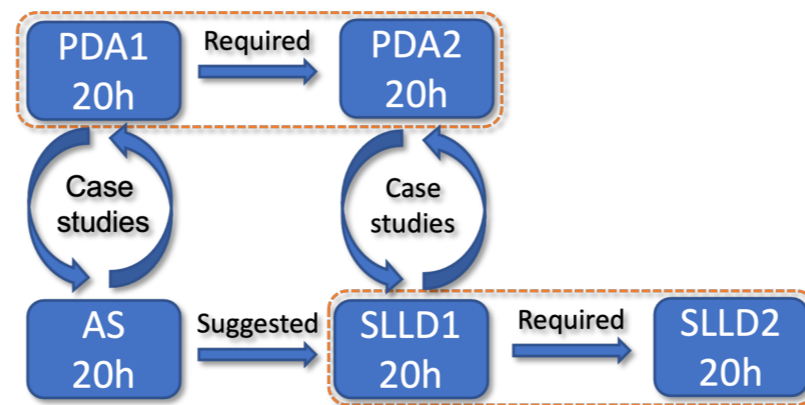 PDA1
20h
Required
PDA2
20h
Case
studies
Case
studies
AS
20h
Suggested
SLLD1
20h
Required
SLLD2
20h